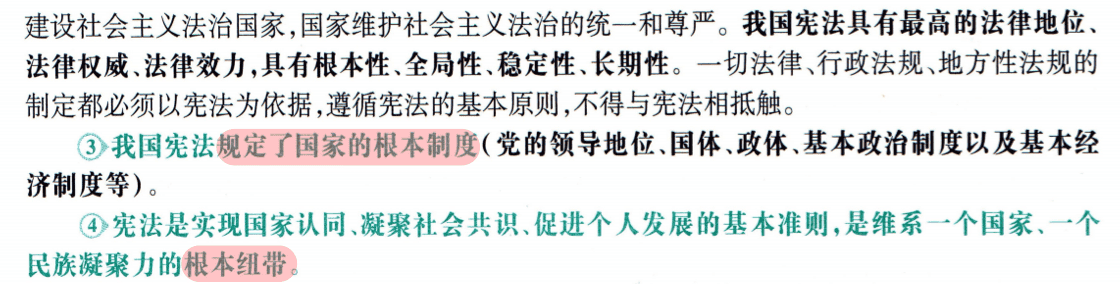 建设社会主义法治国家,国家维护社会主义法治的统一和尊严。我国宪法具有最高的法律地位、
法律权威、法律效力,具有根本性、全局性、稳定性、长期性。一切法律、行政法规、地方性法规的
制定都必须以宪法为依据,遵循宪法的基本原则,不得与宪法相抵触。
③我国宪法规定了国家的根本制度(党的领导地位、国体、政体、基本政治制度以及基本经
济制度等)。
④宪法是实现国家认同、凝聚社会共识、促进个人发展的基本准则,是维系一个国家、一个
民族凝聚力的根本纽带。